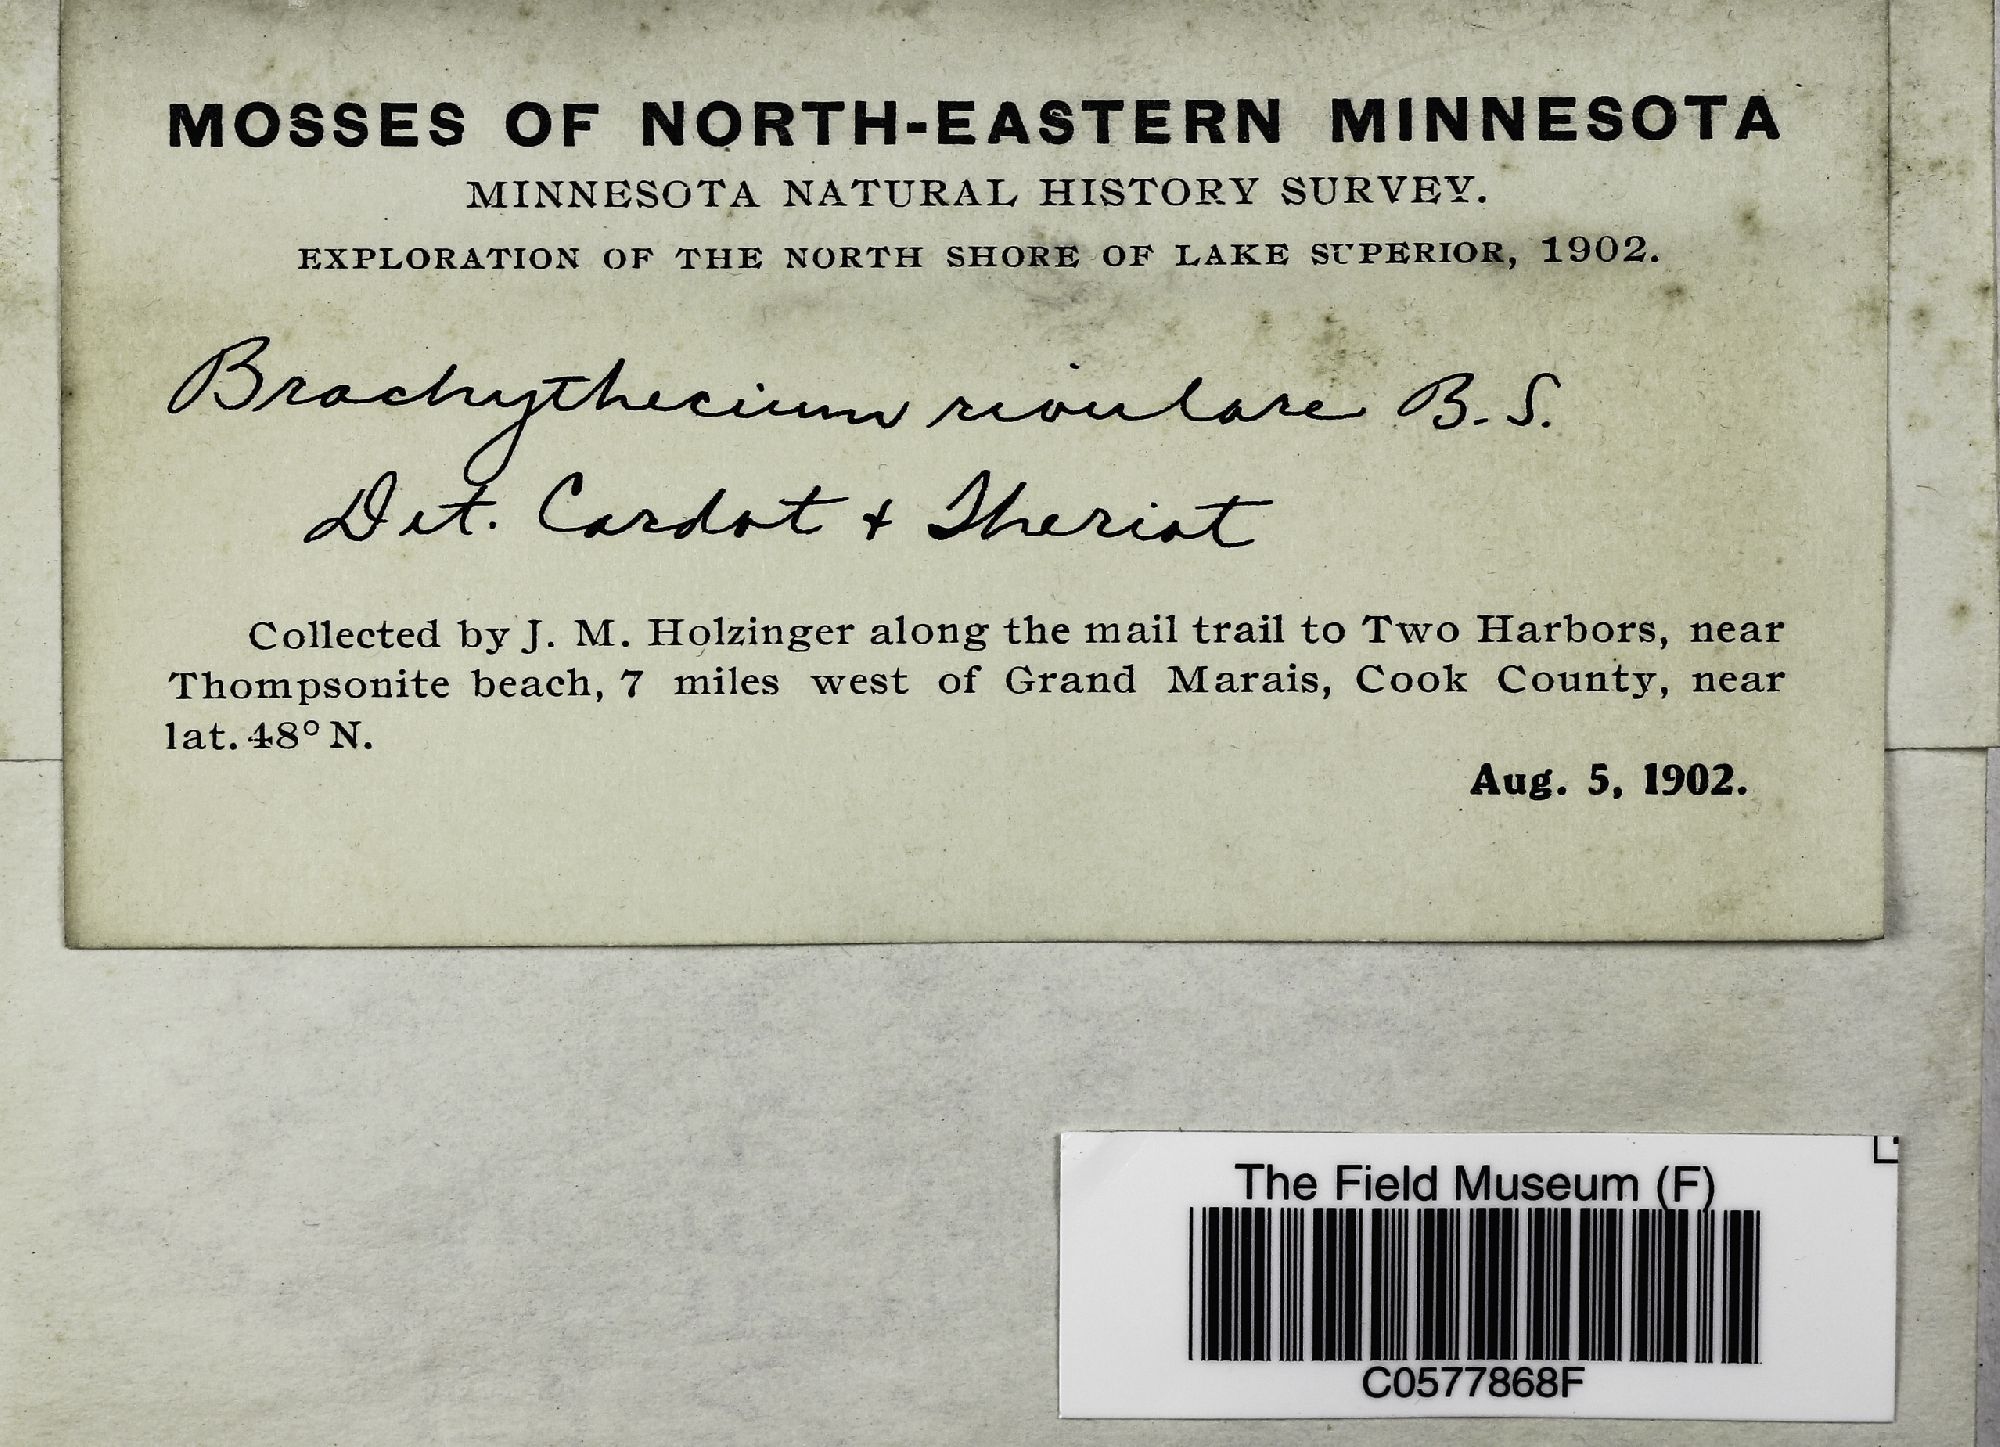 MOSSES OF NORTH-EASTERN MINNESOTA
MINNESOTA NATURAL HISTORY SURVEY.
EXPLORATION OF THE NORTH SHORE OF LAKE SUPERIOR, 1902.
Brachythecium rivulare B.S.
Det. Cardot & Theriot
Collected by J. M. Holzinger along the mail trail to Two Harbors, near
Thompsonite beach, 7 miles west of Grand Marais, Cook County, near
lat. 48° N.
Aug. 5, 1902.
The Field Museum (F)
C0577868F